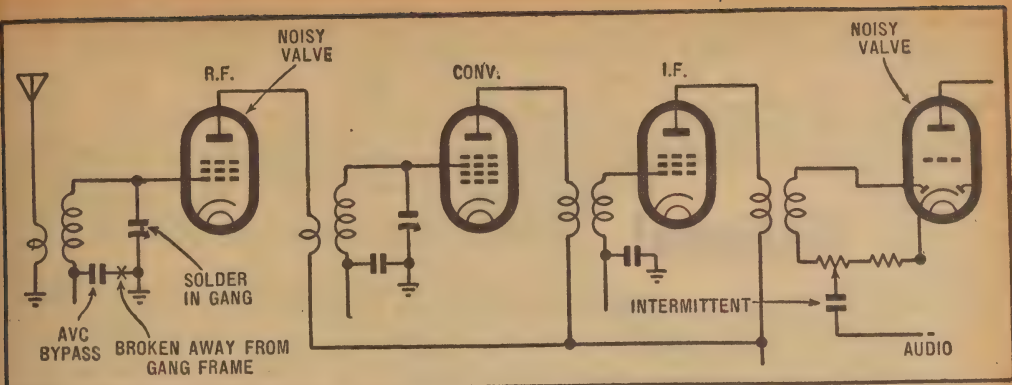 NOISY
VALVE
R.F.
CONV.
I.F.
NOISY
VALVE
SOLDER
IN GANG
AVC
BYPASS
BROKEN AWAY FROM
GANG FRAME
INTERMITTENT
AUDIO